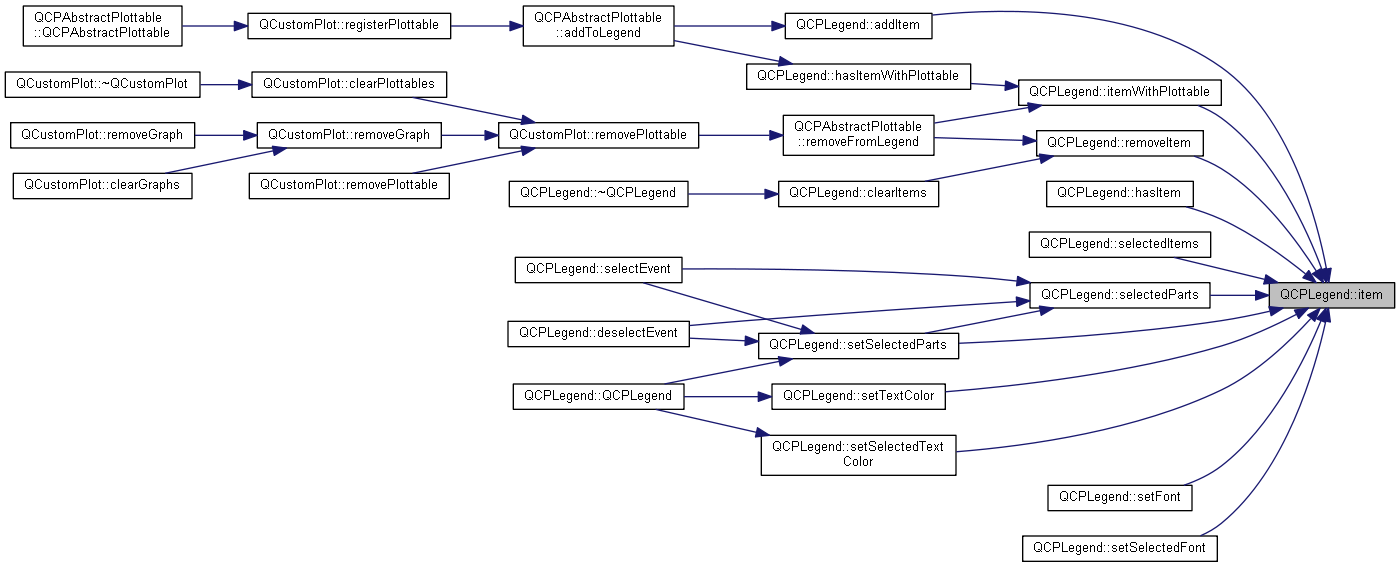 QCPAbstractPlottable
::QCPAbstractPlottable
QCustomPlot::registerPlottable
QCPAbstractPlottable
::addToLegend
QCPLegend::addItem
QCustomPlot::~QCustomPlot
QCustomPlot::clearPlottables
QCPLegend::hasItemWithPlottable
QCPLegend::itemWithPlottable
QCustomPlot::removeGraph
QCustomPlot::removeGraph
QCustomPlot::removePlottable
QCPAbstractPlottable
::removeFromLegend
QCPLegend::removeItem
QCustomPlot::clearGraphs
QCustomPlot::removePlottable
QCPLegend::~QCPLegend
QCPLegend::clearItems
QCPLegend::hasItem
QCPLegend::selectedItems
QCPLegend::selectEvent
QCPLegend::selectedParts
QCPLegend::item
QCPLegend::deselectEvent
QCPLegend::setSelectedParts
QCPLegend::QCPLegend
QCPLegend::setTextColor
QCPLegend::setSelectedText
Color
QCPLegend::setFont
QCPLegend::setSelectedFont